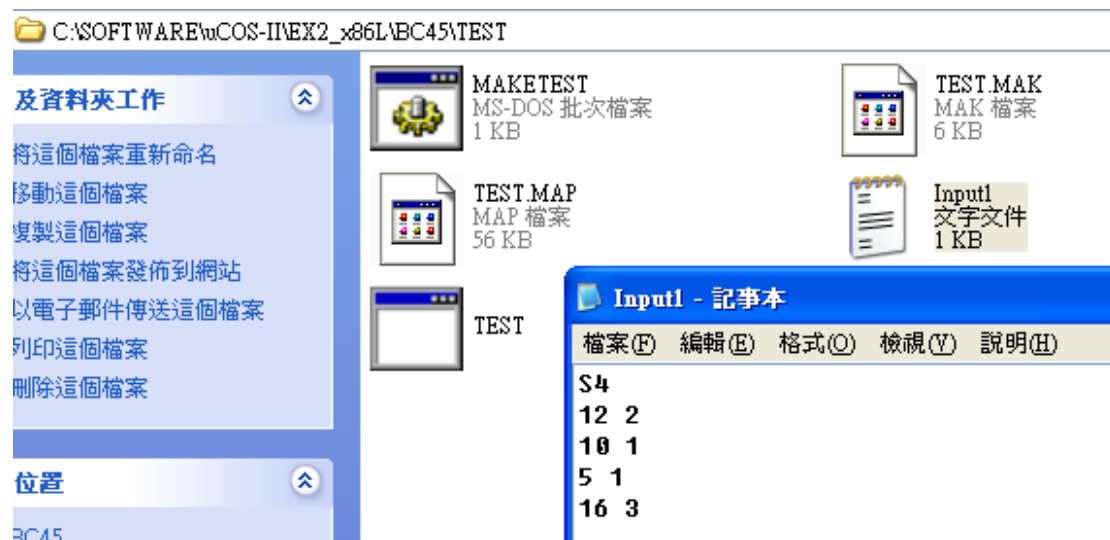 C:\SOFTWARE\uCOS-II\EX2_x86L\BC45\TEST
及資料夾工作
將這個檔案重新命名
移動這個檔案
複製這個檔案
將這個檔案發佈到網站
以電子郵件傳送這個檔案
列印這個檔案
刪除這個檔案
位置
BC45
MAKETEST
MS-DOS 批次檔案
1 KB
TEST.MAK
MAK 檔案
6 KB
TEST.MAP
MAP 檔案
56 KB
Input1
文字文件
1 KB
TEST
Input1 - 記事本
檔案(F) 編輯(E) 格式(O) 檢視(V) 說明(H)
S4
12 2
10 1
5 1
16 3